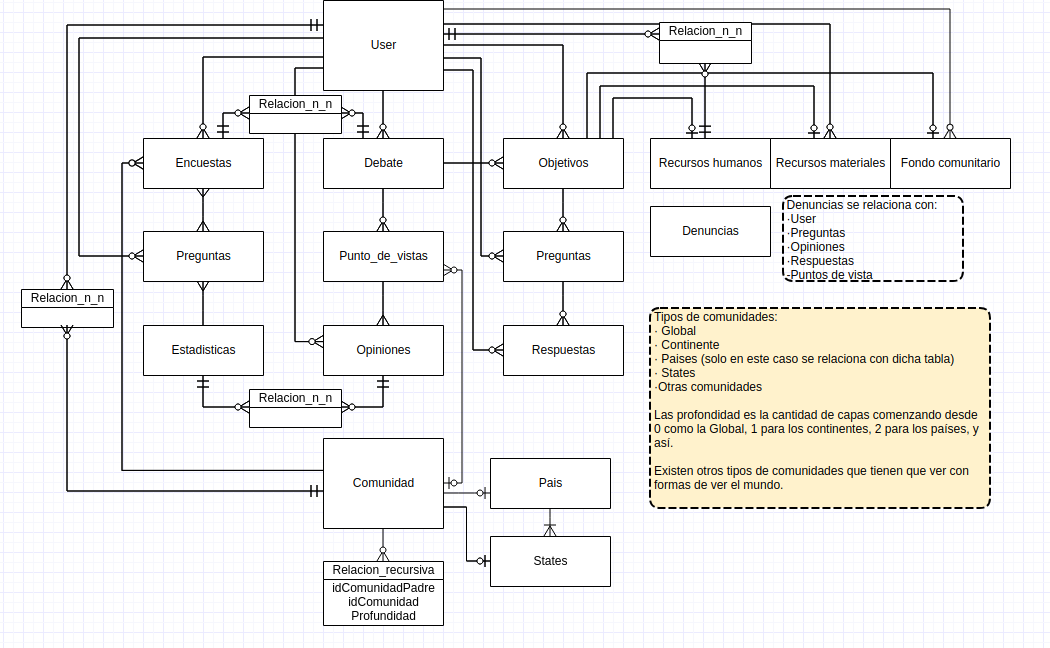 User
Relacion_n_n
Relacion_n_n
Encuestas
Debate
Objetivos
Recursos humanos
Recursos materiales
Fondo comunitario
Denuncias
Denuncias se relaciona con:
·User
·Preguntas
·Opiniones
·Respuestas
·Puntos de vista
Preguntas
Punto_de_vistas
Preguntas
Relacion_n_n
Estadisticas
Opiniones
Respuestas
Tipos de comunidades:
· Global
· Continente
· Paises (solo en este caso se relaciona con dicha tabla)
· States
·Otras comunidades
Las profondidad es la cantidad de capas comenzando desde
0 como la Global, 1 para los continentes, 2 para los países, y
así.
Existen otros tipos de comunidades que tienen que ver con
formas de ver el mundo.
Relacion_n_n
Comunidad
Pais
States
Relacion_recursiva
idComunidadPadre
idComunidad
Profundidad